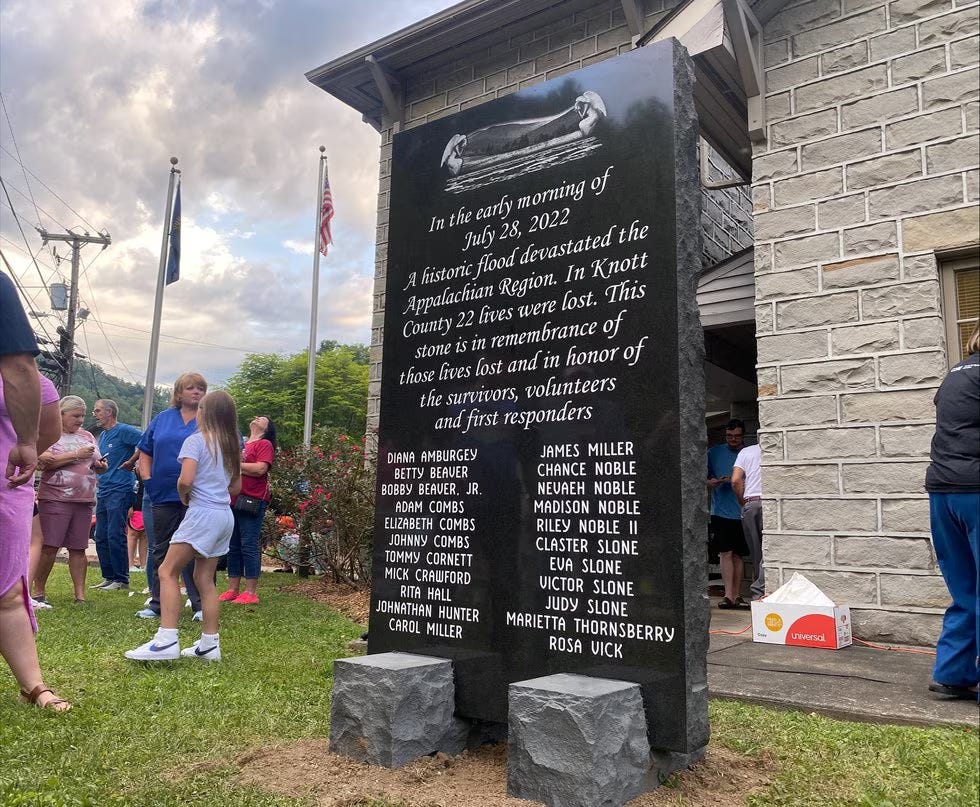 In the early morning of
July 28, 2022
A historic flood devastated the
Appalachian Region. In Knott
County 22 lives were lost. This
stone is in remembrance of
those lives lost and in honor of
the survivors, volunteers
and first responders
DIANA AMBURGEY
BETTY BEAVER
BOBBY BEAVER, JR.
ADAM COMBS
ELIZABETH COMBS
JOHNNY COMBS
TOMMY CORNETT
MICK CRAWFORD
RITA HALL
JOHNATHAN HUNTER
CAROL MILLER
JAMES MILLER
CHANCE NOBLE
NEVAEH NOBLE
MADISON NOBLE
RILEY NOBLE II
CLASTER SLONE
EVA SLONE
VICTOR SLONE
JUDY SLONE
MARIETTA THORNSBERRY
ROSA VICK
universal